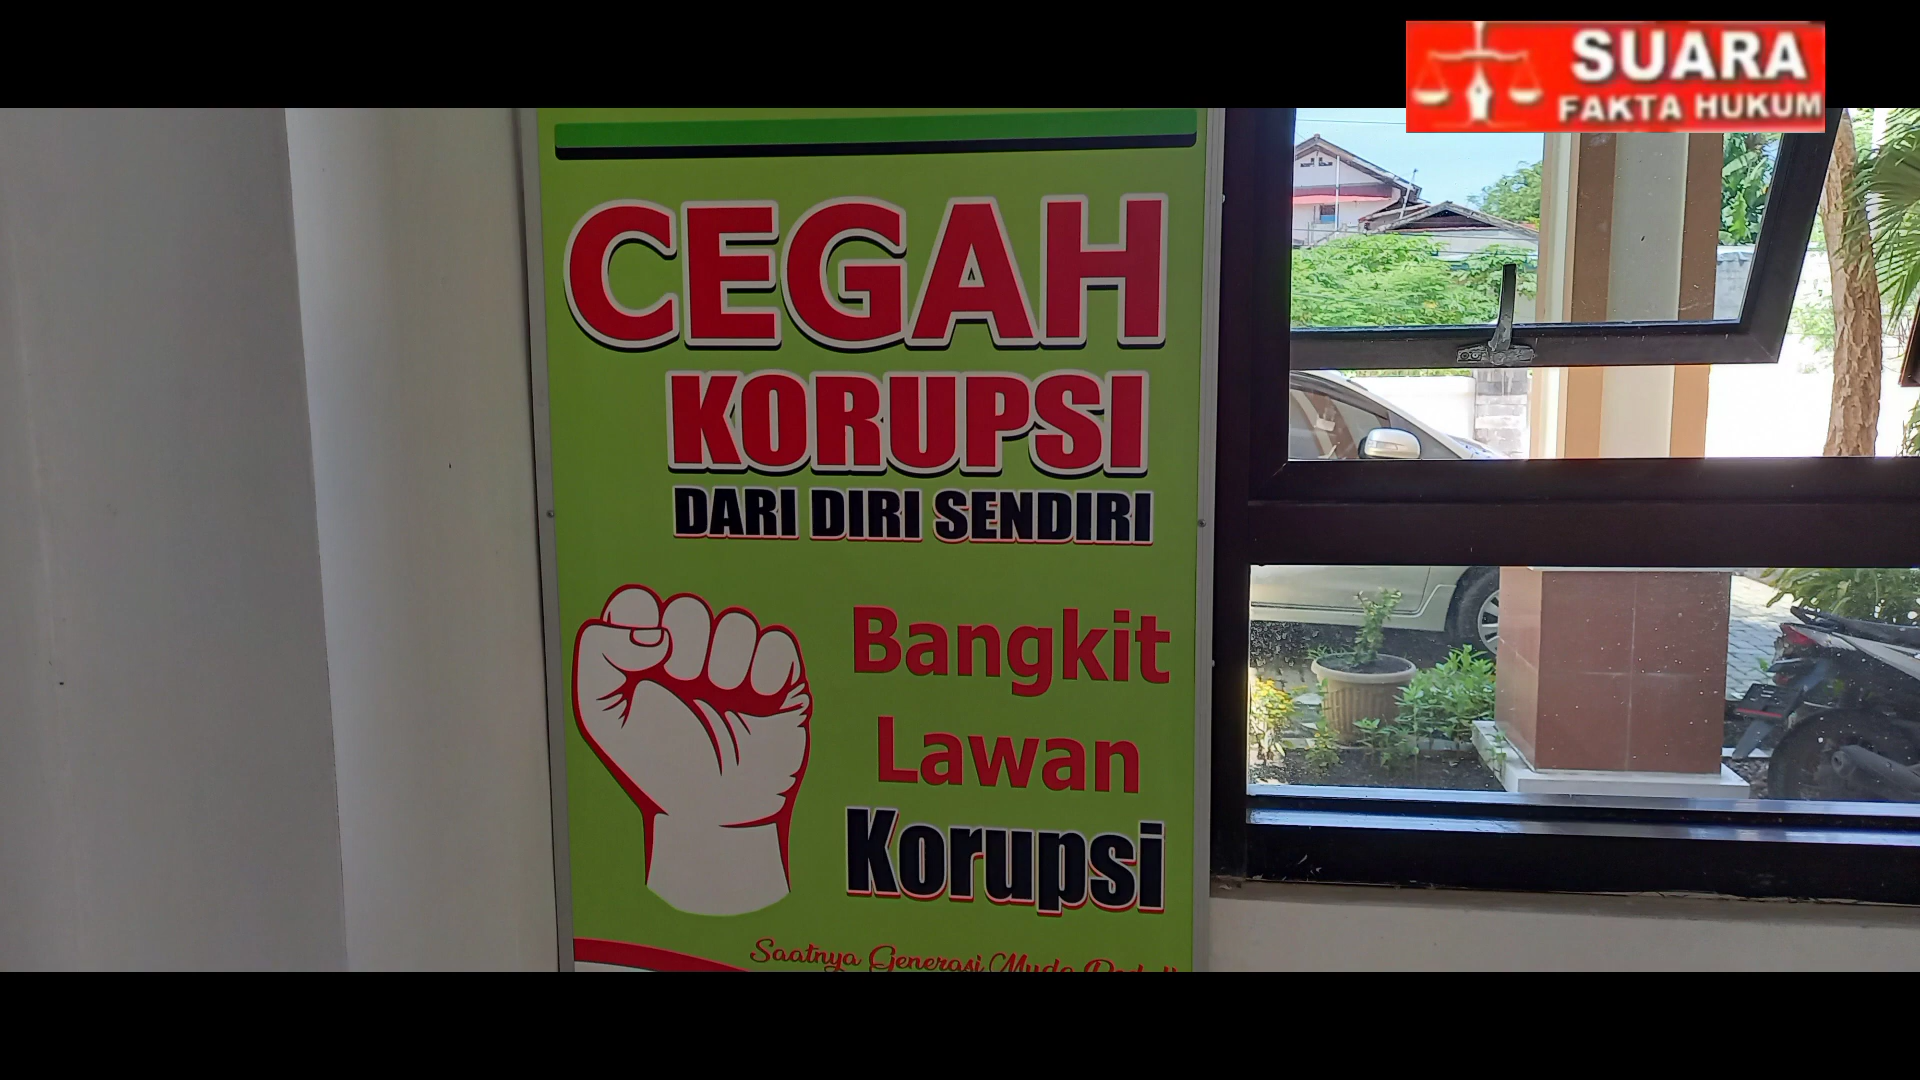 SUARA
FAKTA HUKUM
CEGAH
KORUPSI
DARI DIRI SENDIRI
Bangkit
Lawan
Korupsi
Saatnya Generasi Muda